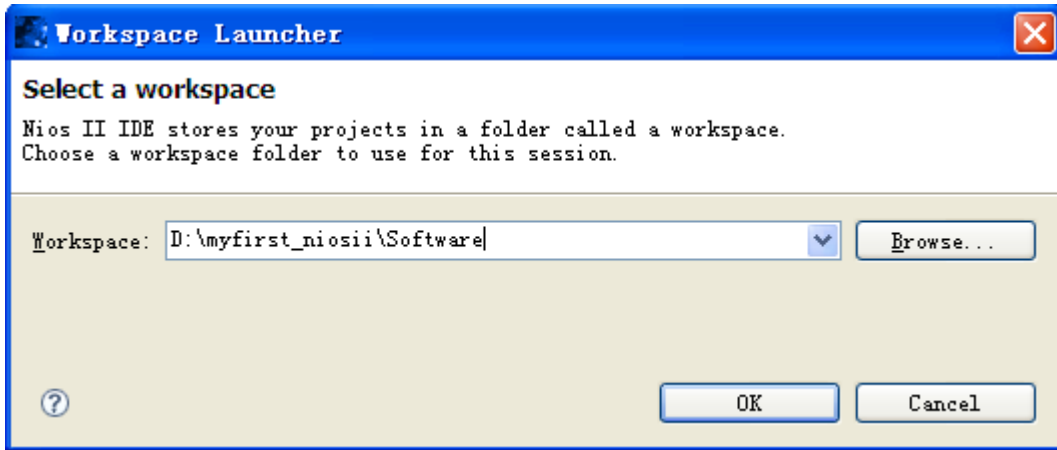 Workspace Launcher
Select a workspace
Nios II IDE stores your projects in a folder called a workspace.
Choose a workspace folder to use for this session.
Workspace: D:\myfirst_niosii\Software Browse...
? OK Cancel